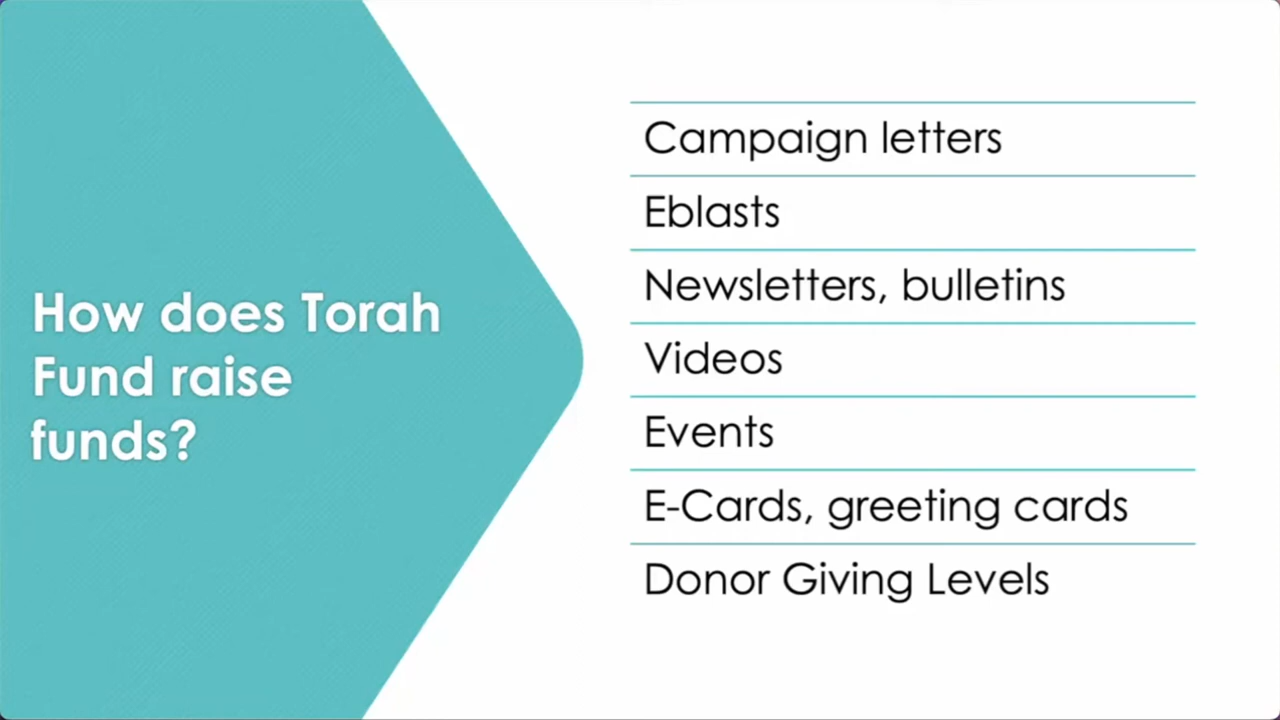 How does Torah
Fund raise
funds?
Campaign letters
Eblasts
Newsletters, bulletins
Videos
Events
E-Cards, greeting cards
Donor Giving Levels